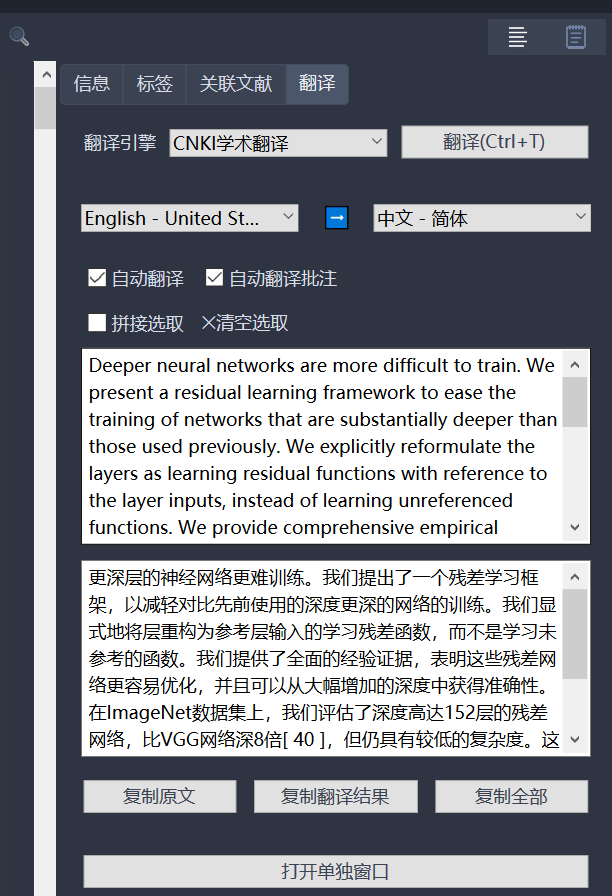 信息 标签 关联文献 翻译
翻译引擎 CNKI学术翻译 翻译(Ctrl+T)
English - United St... 中文 - 简体
自动翻译 自动翻译批注
拼接选取 ×清空选取
Deeper neural networks are more difficult to train. We
present a residual learning framework to ease the
training of networks that are substantially deeper than
those used previously. We explicitly reformulate the
layers as learning residual functions with reference to
the layer inputs, instead of learning unreferenced
functions. We provide comprehensive empirical
更深层的神经网络更难训练。我们提出了一个残差学习框
架，以减轻对比先前使用的深度更深的网络的训练。我们显
式地将层重构为参考层输入的学习残差函数，而不是学习未
参考的函数。我们提供了全面的经验证据，表明这些残差网
络更容易优化，并且可以从大幅增加的深度中获得准确性。
在ImageNet数据集上，我们评估了深度高达152层的残差
网络，比VGG网络深8倍[ 40 ]，但仍具有较低的复杂度。这
复制原文 复制翻译结果 复制全部
打开单独窗口